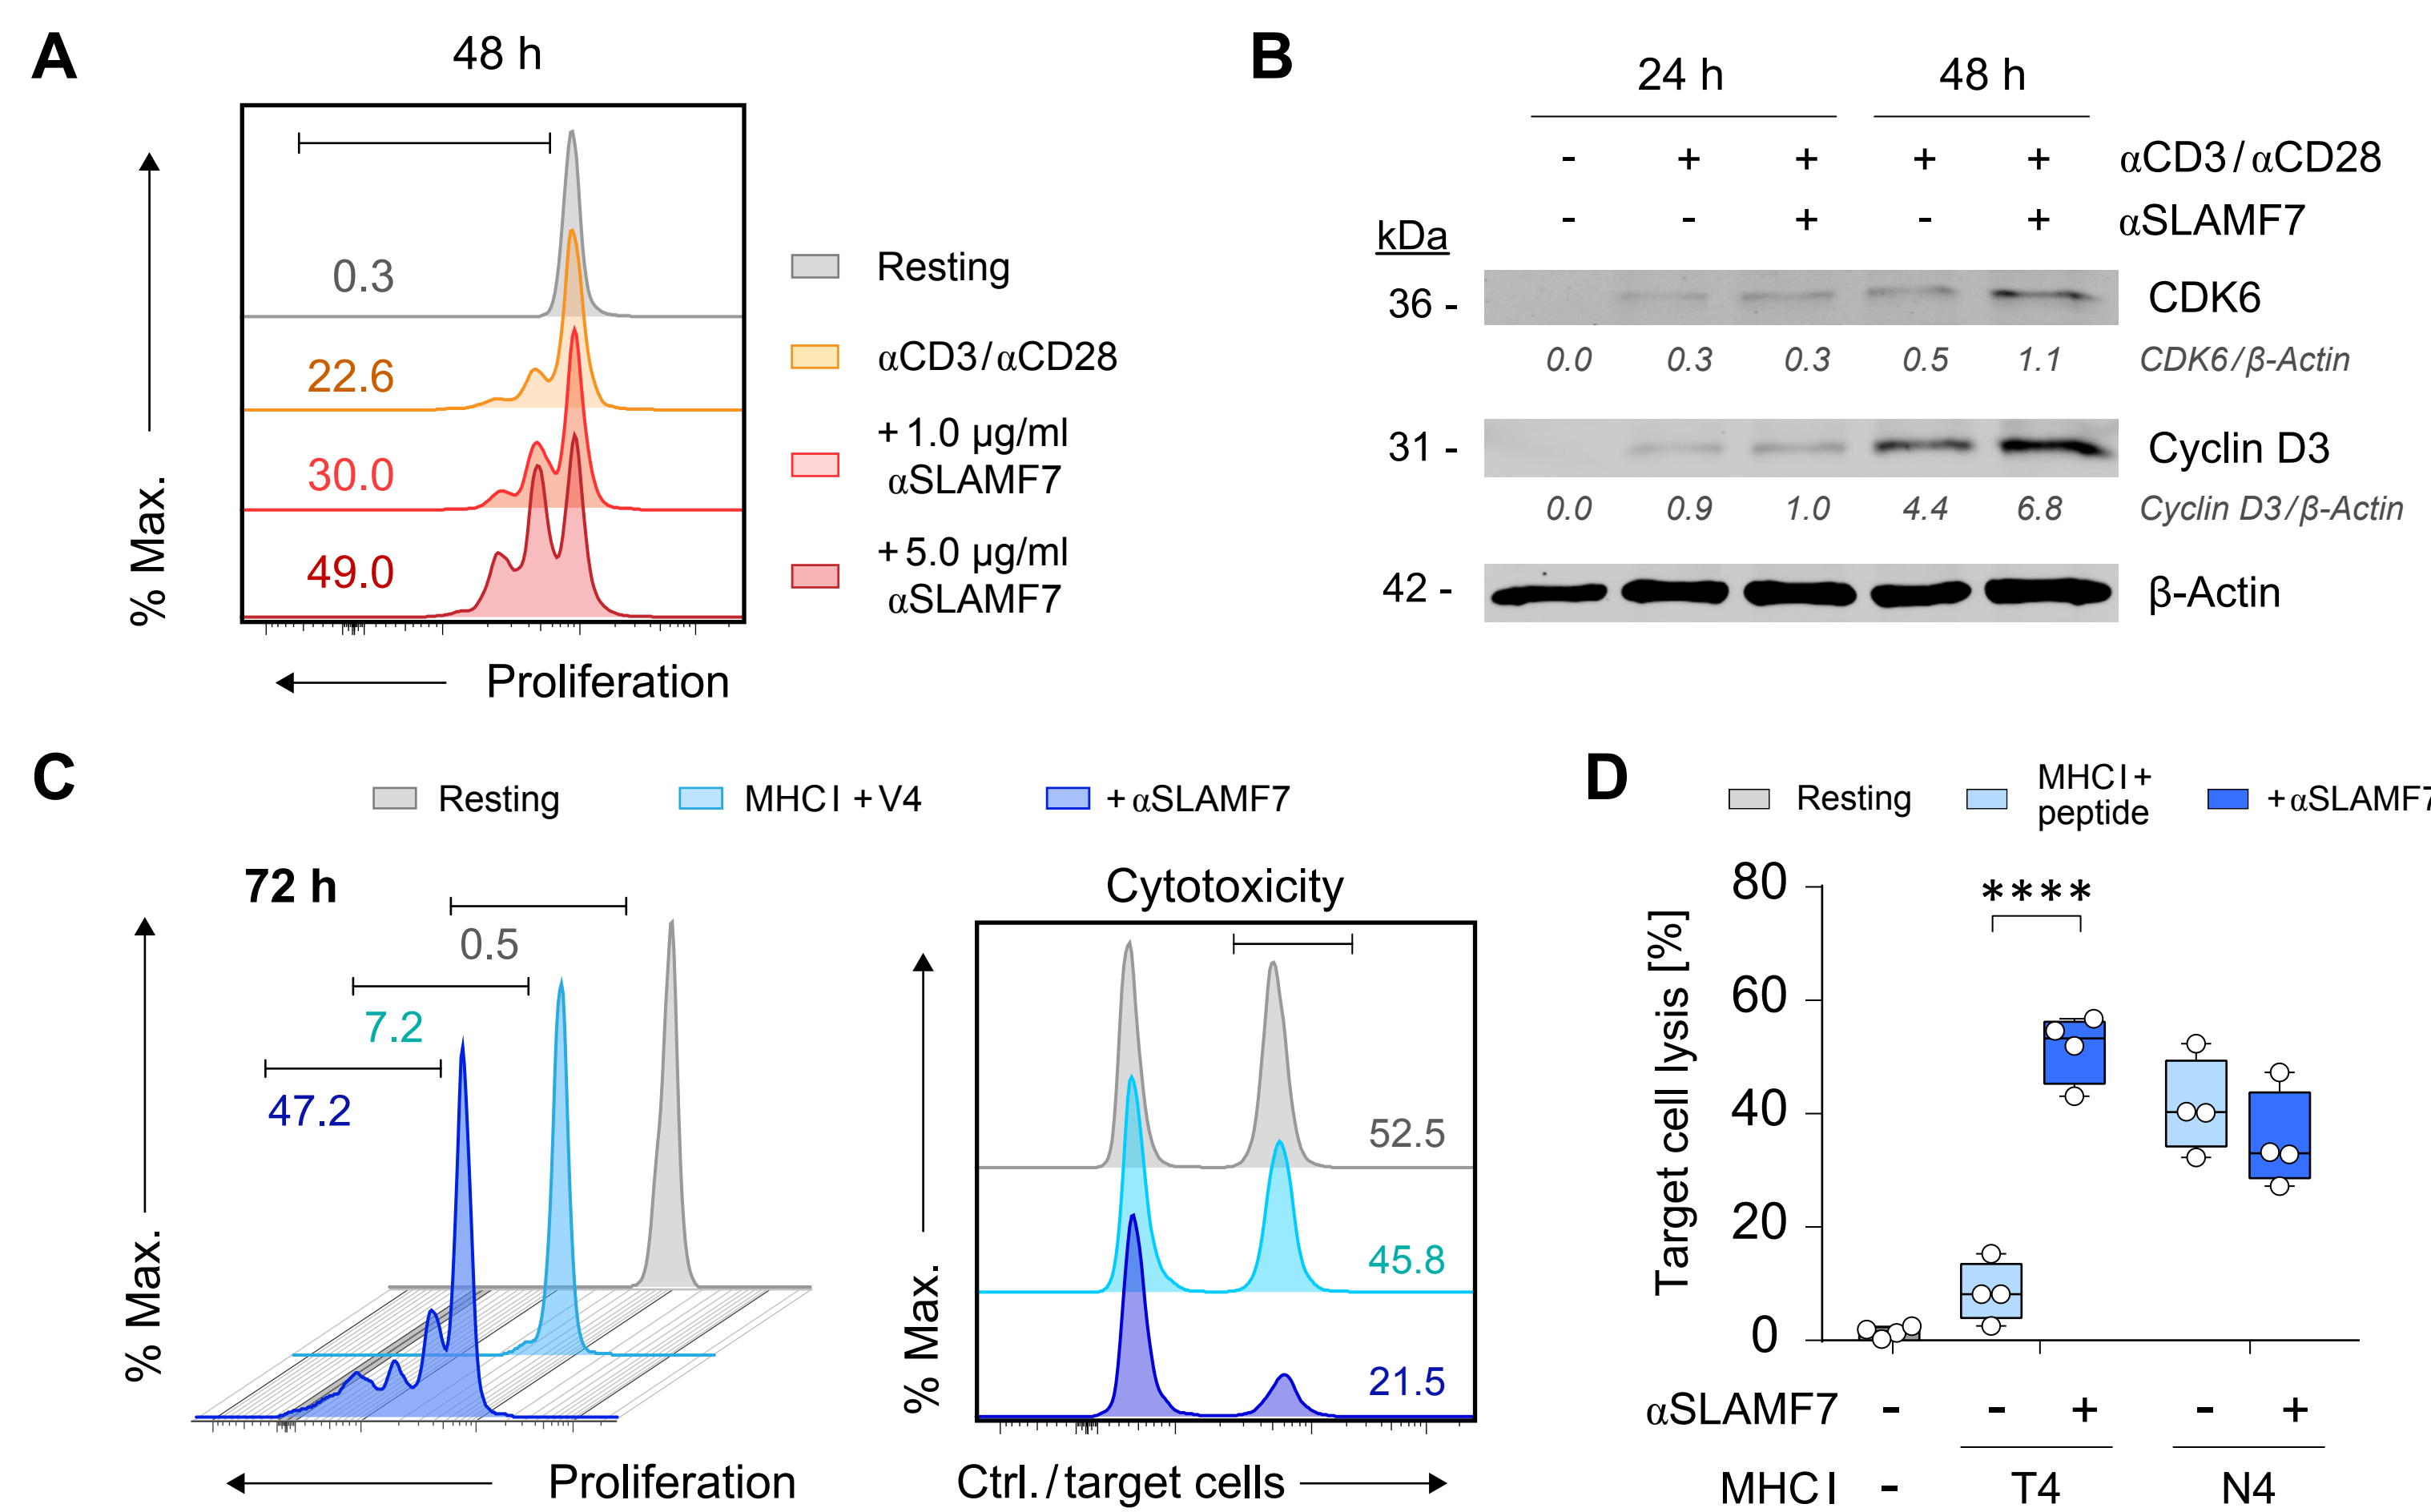 A
48 h
0.3
22.6
30.0
49.0
% Max.
Proliferation
Resting
αCD3/αCD28
+ 1.0 µg/ml
αSLAMF7
+ 5.0 µg/ml
αSLAMF7
B
24 h 48 h
- + + + + αCD3/αCD28
- - + - + αSLAMF7
kDa
36 - CDK6
0.0 0.3 0.3 0.5 1.1 CDK6/β-Actin
31 - Cyclin D3
0.0 0.9 1.0 4.4 6.8 Cyclin D3/β-Actin
42 - β-Actin
C
Resting MHC I + V4 + αSLAMF7
72 h
0.5
7.2
47.2
% Max.
Proliferation
Cytotoxicity
52.5
45.8
21.5
% Max.
Ctrl. / target cells
D
Resting MHC I + peptide + αSLAMF7
****
Target cell lysis [%]
80
60
40
20
0
αSLAMF7 - - + - +
MHC I - T4 N4